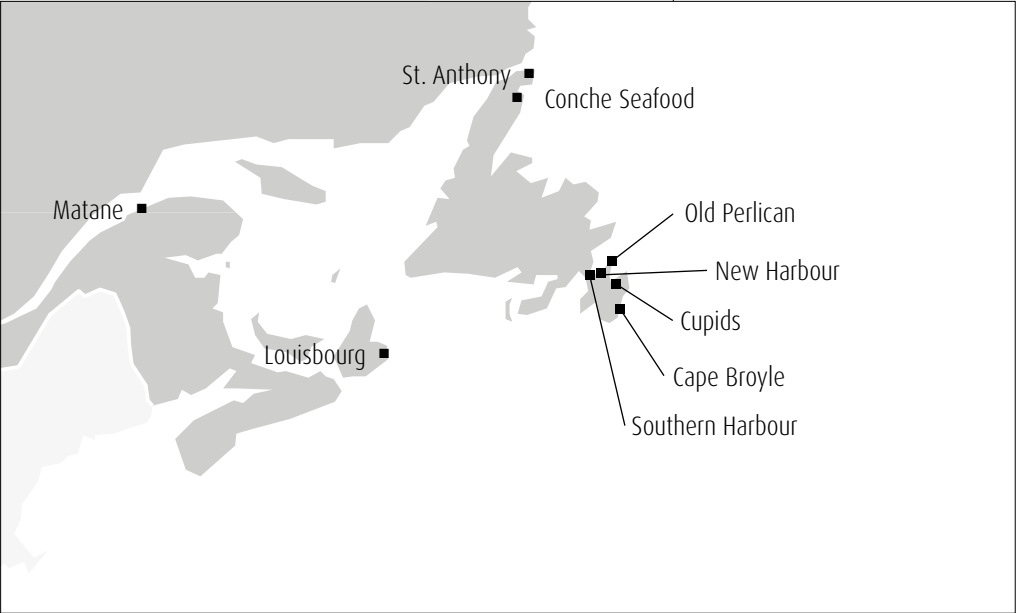 St. Anthony
Conche Seafood
Matane
Old Perlican
New Harbour
Cupids
Louisbourg
Cape Broyle
Southern Harbour